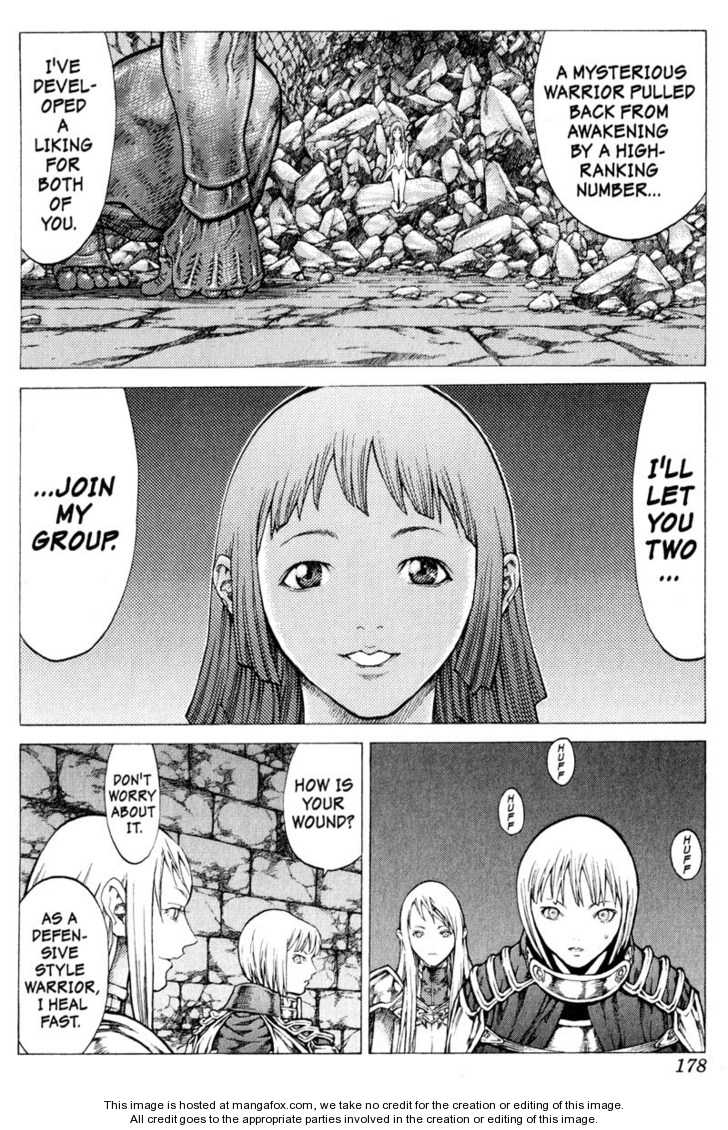 A MYSTERIOUS
WARRIOR PULLED
BACK FROM
AWAKENING
BY A HIGH-
RANKING
NUMBER...
I'VE
DEVEL-
OPED
A
LIKING
FOR
BOTH
OF
YOU.
I'LL
LET
YOU
TWO
...
...JOIN
MY
GROUP.
HUFF
HUFF
HUFF
HOW IS
YOUR
WOUND?
DON'T
WORRY
ABOUT
IT.
AS A
DEFEN-
SIVE
STYLE
WARRIOR,
I HEAL
FAST.
178
This image is hosted at mangafox.com, we take no credit for the creation or editing of this image.
All credit goes to the appropriate parties involved in the creation or editing of this image.